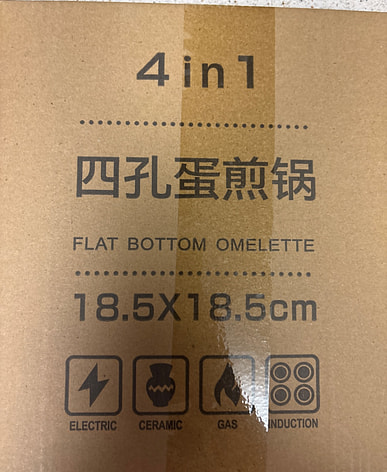 4 in 1
四孔蛋煎锅
FLAT BOTTOM OMELETTE
18.5X18.5cm
ELECTRIC CERAMIC GAS INDUCTION